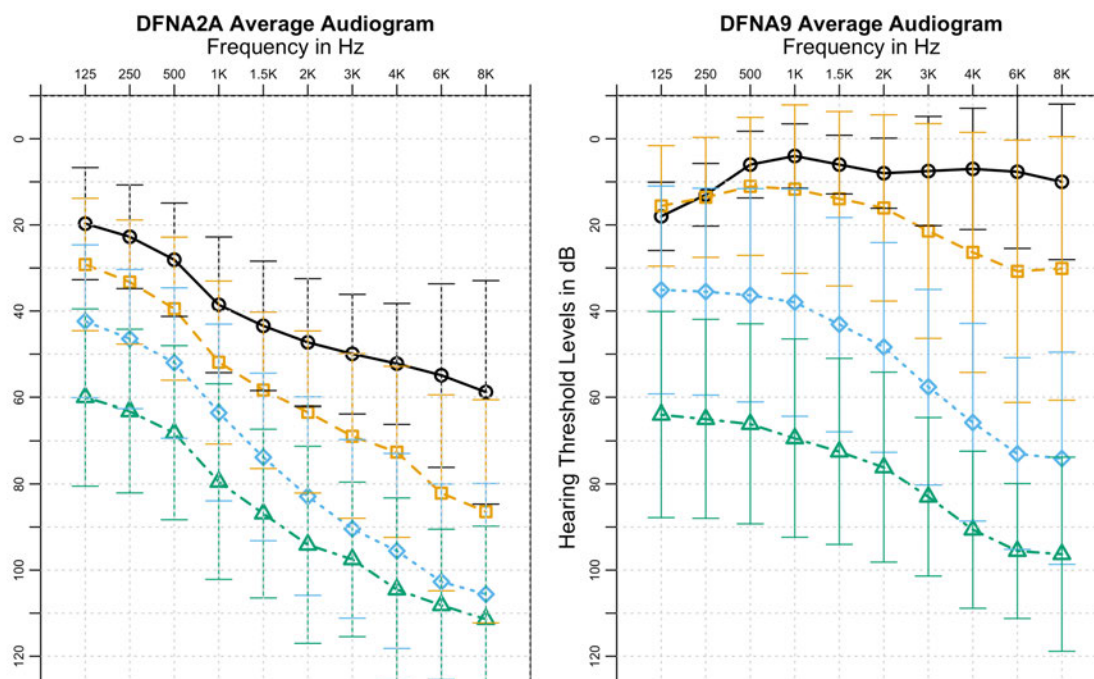 DFNA2A Average Audiogram
Frequency in Hz
125 250 500 1K 1.5K 2K 3K 4K 6K 8K
0
20
40
60
80
100
120
DFNA9 Average Audiogram
Frequency in Hz
125 250 500 1K 1.5K 2K 3K 4K 6K 8K
Hearing Threshold Levels in dB
0
20
40
60
80
100
120